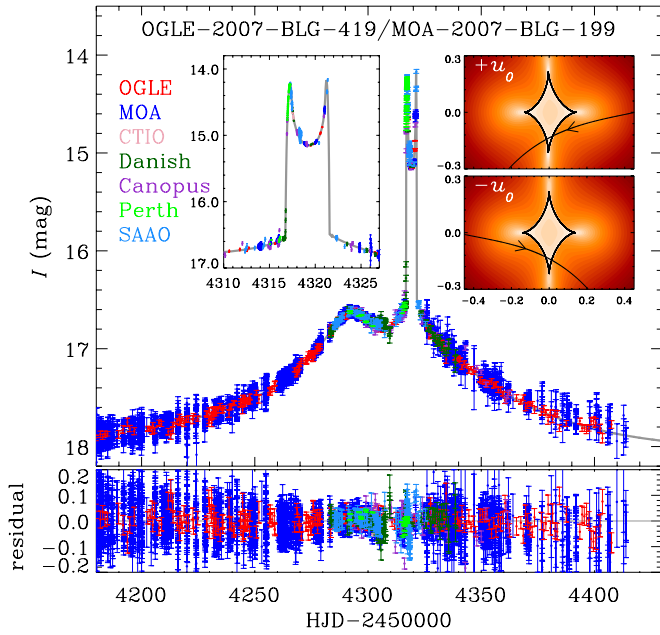 OGLE-2007-BLG-419/MOA-2007-BLG-199
I (mag)
14
15
16
17
18
OGLE
MOA
CTIO
Danish
Canopus
Perth
SAAO
14.0
15.0
16.0
17.0
4310 4315 4320 4325
+u₀
0.3
0.0
-0.3
-u₀
0.3
0.0
-0.3
-0.4 -0.2 0.0 0.2 0.4
residual
0.2
0.1
0.0
-0.1
-0.2
4200 4250 4300 4350 4400
HJD-2450000